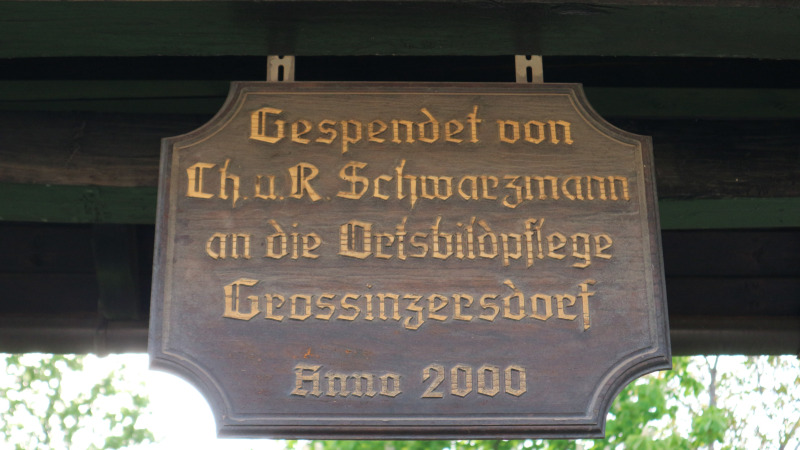 Gespendet von
Ch. u. R. Schwarzmann
an die Ortsbildpflege
Grossinzersdorf
Anno 2000